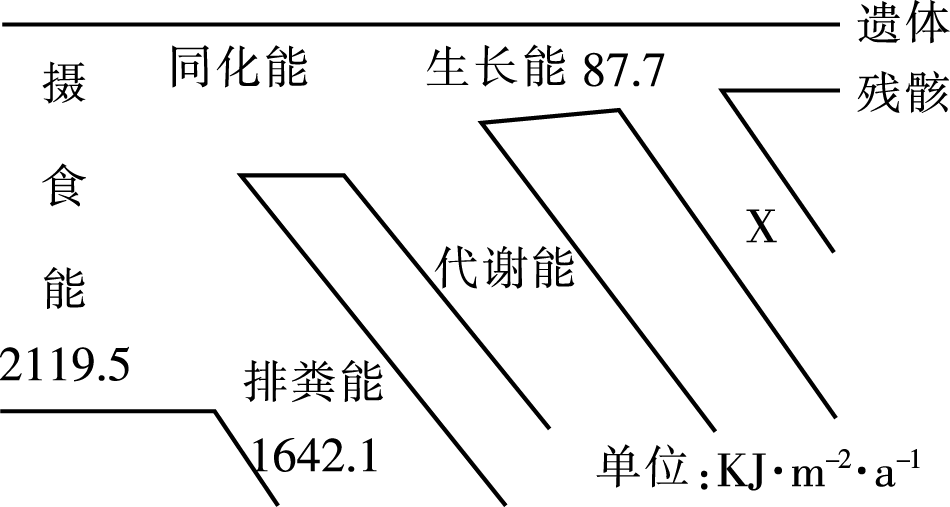 遗体
残骸
摄食能
2119.5
同化能
生长能 87.7
X
代谢能
排粪能
1642.1
单位:KJ·m⁻²·a⁻¹